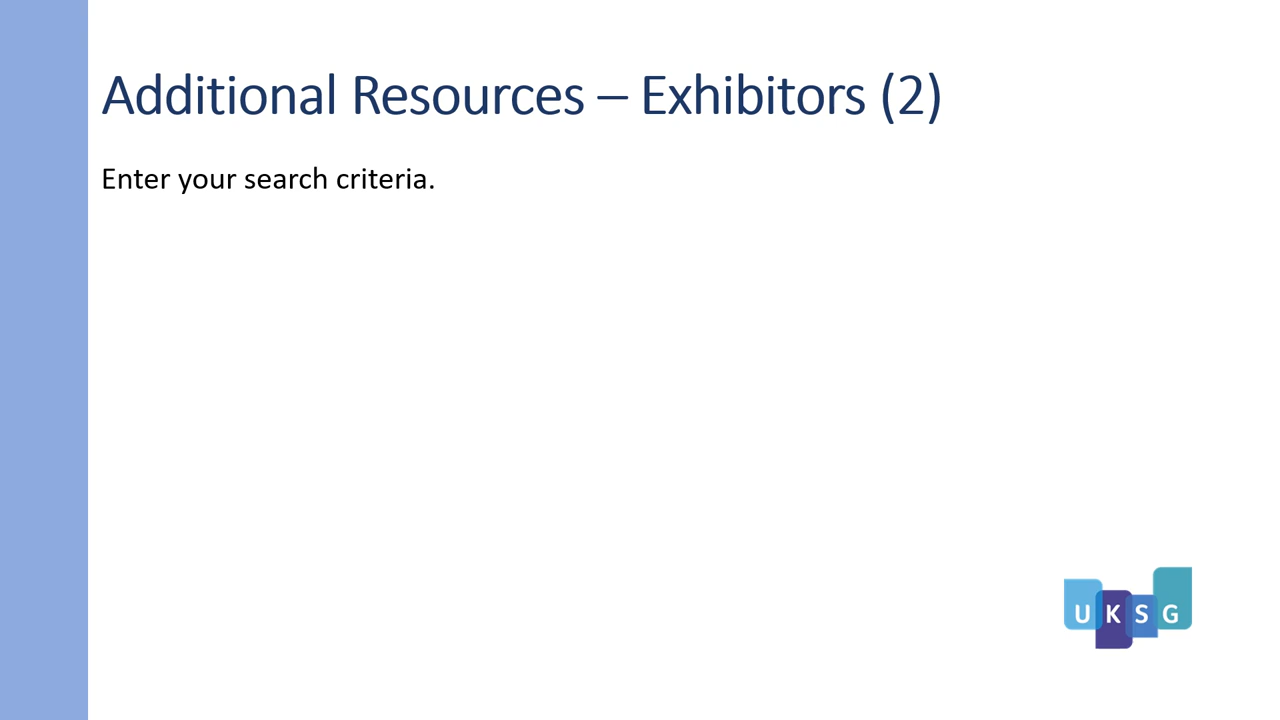 Additional Resources – Exhibitors (2)
Enter your search criteria.
UKSG